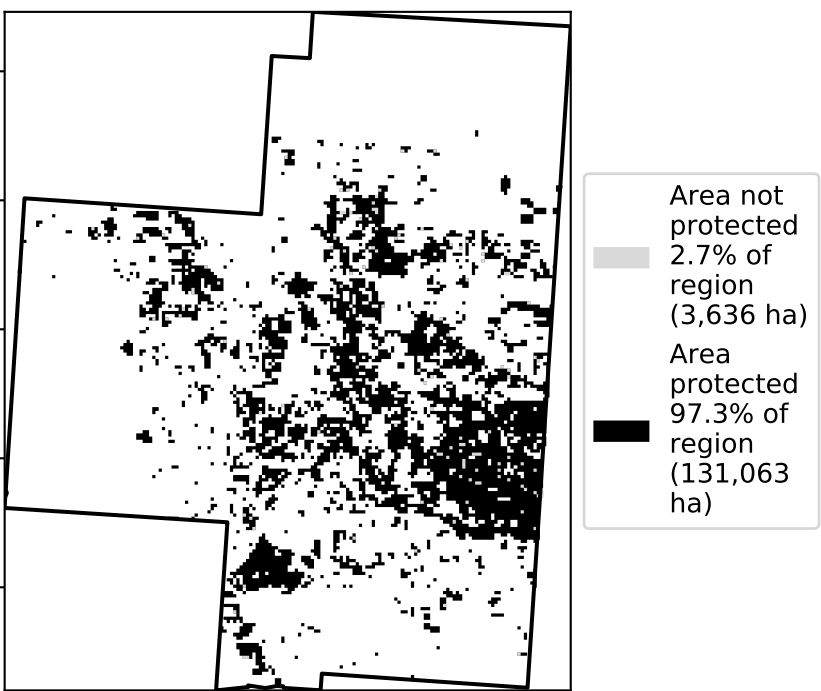 Area not
protected
2.7% of
region
(3,636 ha)
Area
protected
97.3% of
region
(131,063
ha)